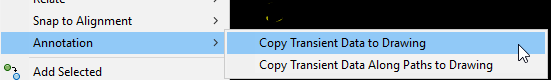 Relate
Snap to Alignment
Annotation
Copy Transient Data to Drawing
Copy Transient Data Along Paths to Drawing
Add Selected